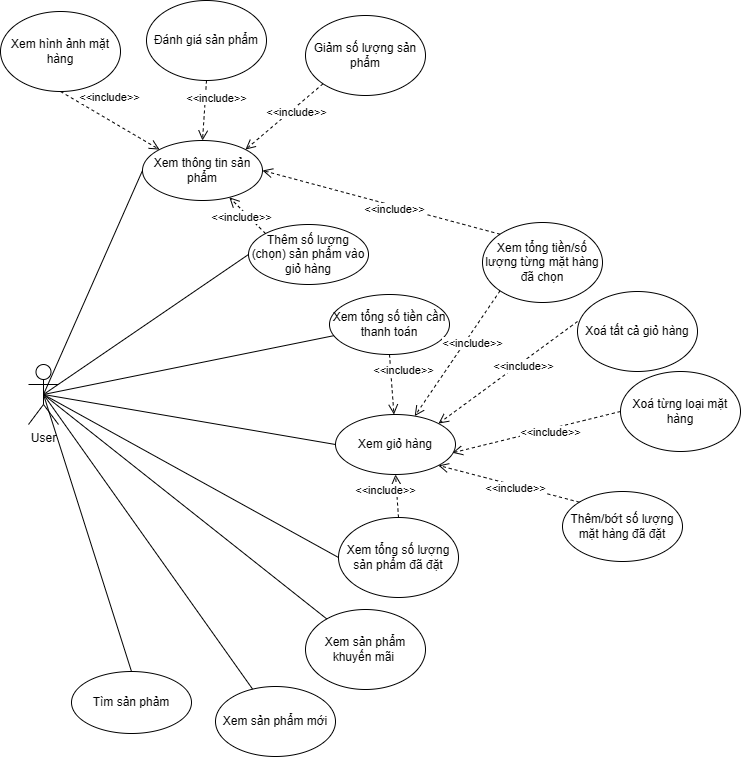 Xem hình ảnh mặt
hàng
Đánh giá sản phẩm
Giảm số lượng sản
phẩm
<<include>>
<<include>>
<<include>>
Xem thông tin sản
phẩm
<<include>>
<<include>>
Thêm số lượng
(chọn) sản phẩm vào
giỏ hàng
Xem tổng tiền/số
lượng từng mặt hàng
đã chọn
Xem tổng số tiền cần
thanh toán
<<include>>
Xoá tất cả giỏ hàng
<<include>>
<<include>>
Xoá từng loại mặt
hàng
User
Xem giỏ hàng
<<include>>
<<include>>
<<include>>
Thêm/bớt số lượng
mặt hàng đã đặt
Xem tổng số lượng
sản phẩm đã đặt
Xem sản phẩm
khuyến mãi
Tìm sản phảm
Xem sản phẩm mới